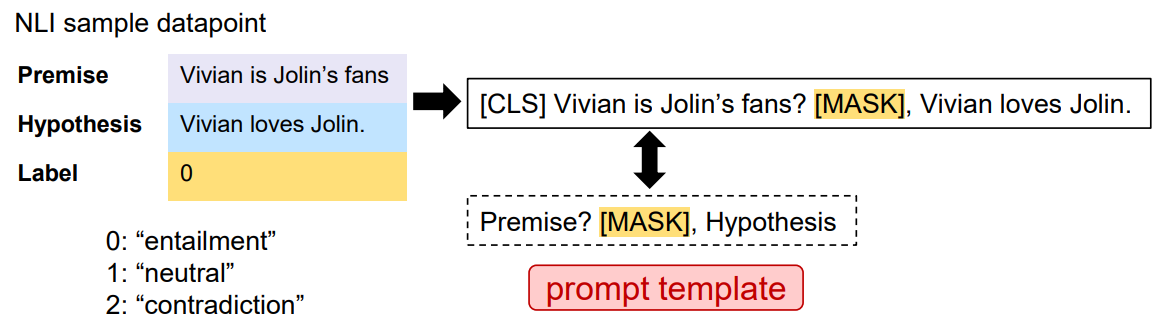 NLI sample datapoint
Premise Vivian is Jolin’s fans
Hypothesis Vivian loves Jolin.
Label 0
0: “entailment”
1: “neutral”
2: “contradiction”
[CLS] Vivian is Jolin’s fans? [MASK], Vivian loves Jolin.
Premise? [MASK], Hypothesis
prompt template